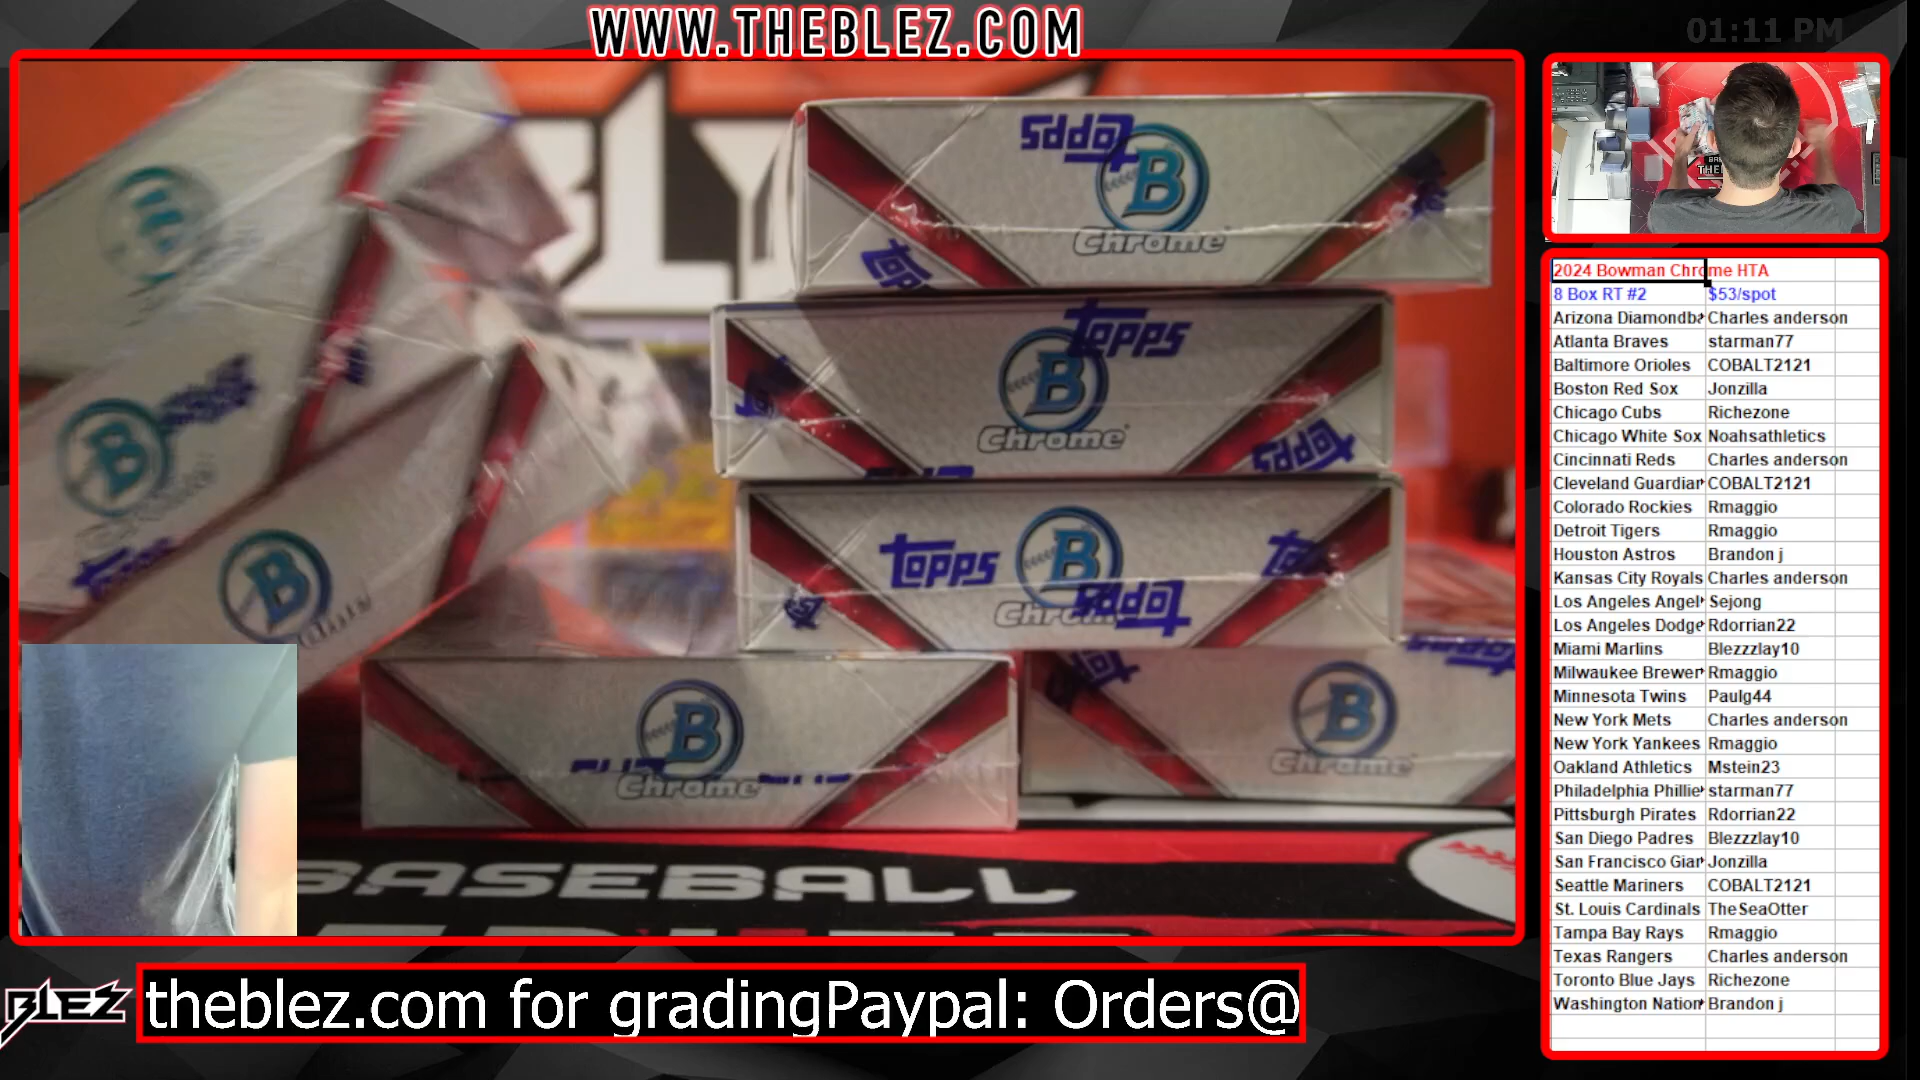 WWW.THEBLEZ.COM
01:11 PM
Topps
B
Chrome
Topps
B
Chrome
Topps
Topps
B
Chrome
Topps
B
Chrome
B
Chrome
B
B
BASEBALL
THE
2024 Bowman Chrome HTA
8 Box RT #2 $53/spot
Arizona Diamondba Charles anderson
Atlanta Braves starman77
Baltimore Orioles COBALT2121
Boston Red Sox Jonzilla
Chicago Cubs Richezone
Chicago White Sox Noahsathletics
Cincinnati Reds Charles anderson
Cleveland Guardian COBALT2121
Colorado Rockies Rmaggio
Detroit Tigers Rmaggio
Houston Astros Brandon j
Kansas City Royals Charles anderson
Los Angeles Angel Sejong
Los Angeles Dodge Rdorrian22
Miami Marlins Blezzzlay10
Milwaukee Brewer Rmaggio
Minnesota Twins Paulg44
New York Mets Charles anderson
New York Yankees Rmaggio
Oakland Athletics Mstein23
Philadelphia Phillie starman77
Pittsburgh Pirates Rdorrian22
San Diego Padres Blezzzlay10
San Francisco Gian Jonzilla
Seattle Mariners COBALT2121
St. Louis Cardinals TheSeaOtter
Tampa Bay Rays Rmaggio
Texas Rangers Charles anderson
Toronto Blue Jays Richezone
Washington Nation Brandon j
BLEZ
theblez.com for gradingPaypal: Orders@